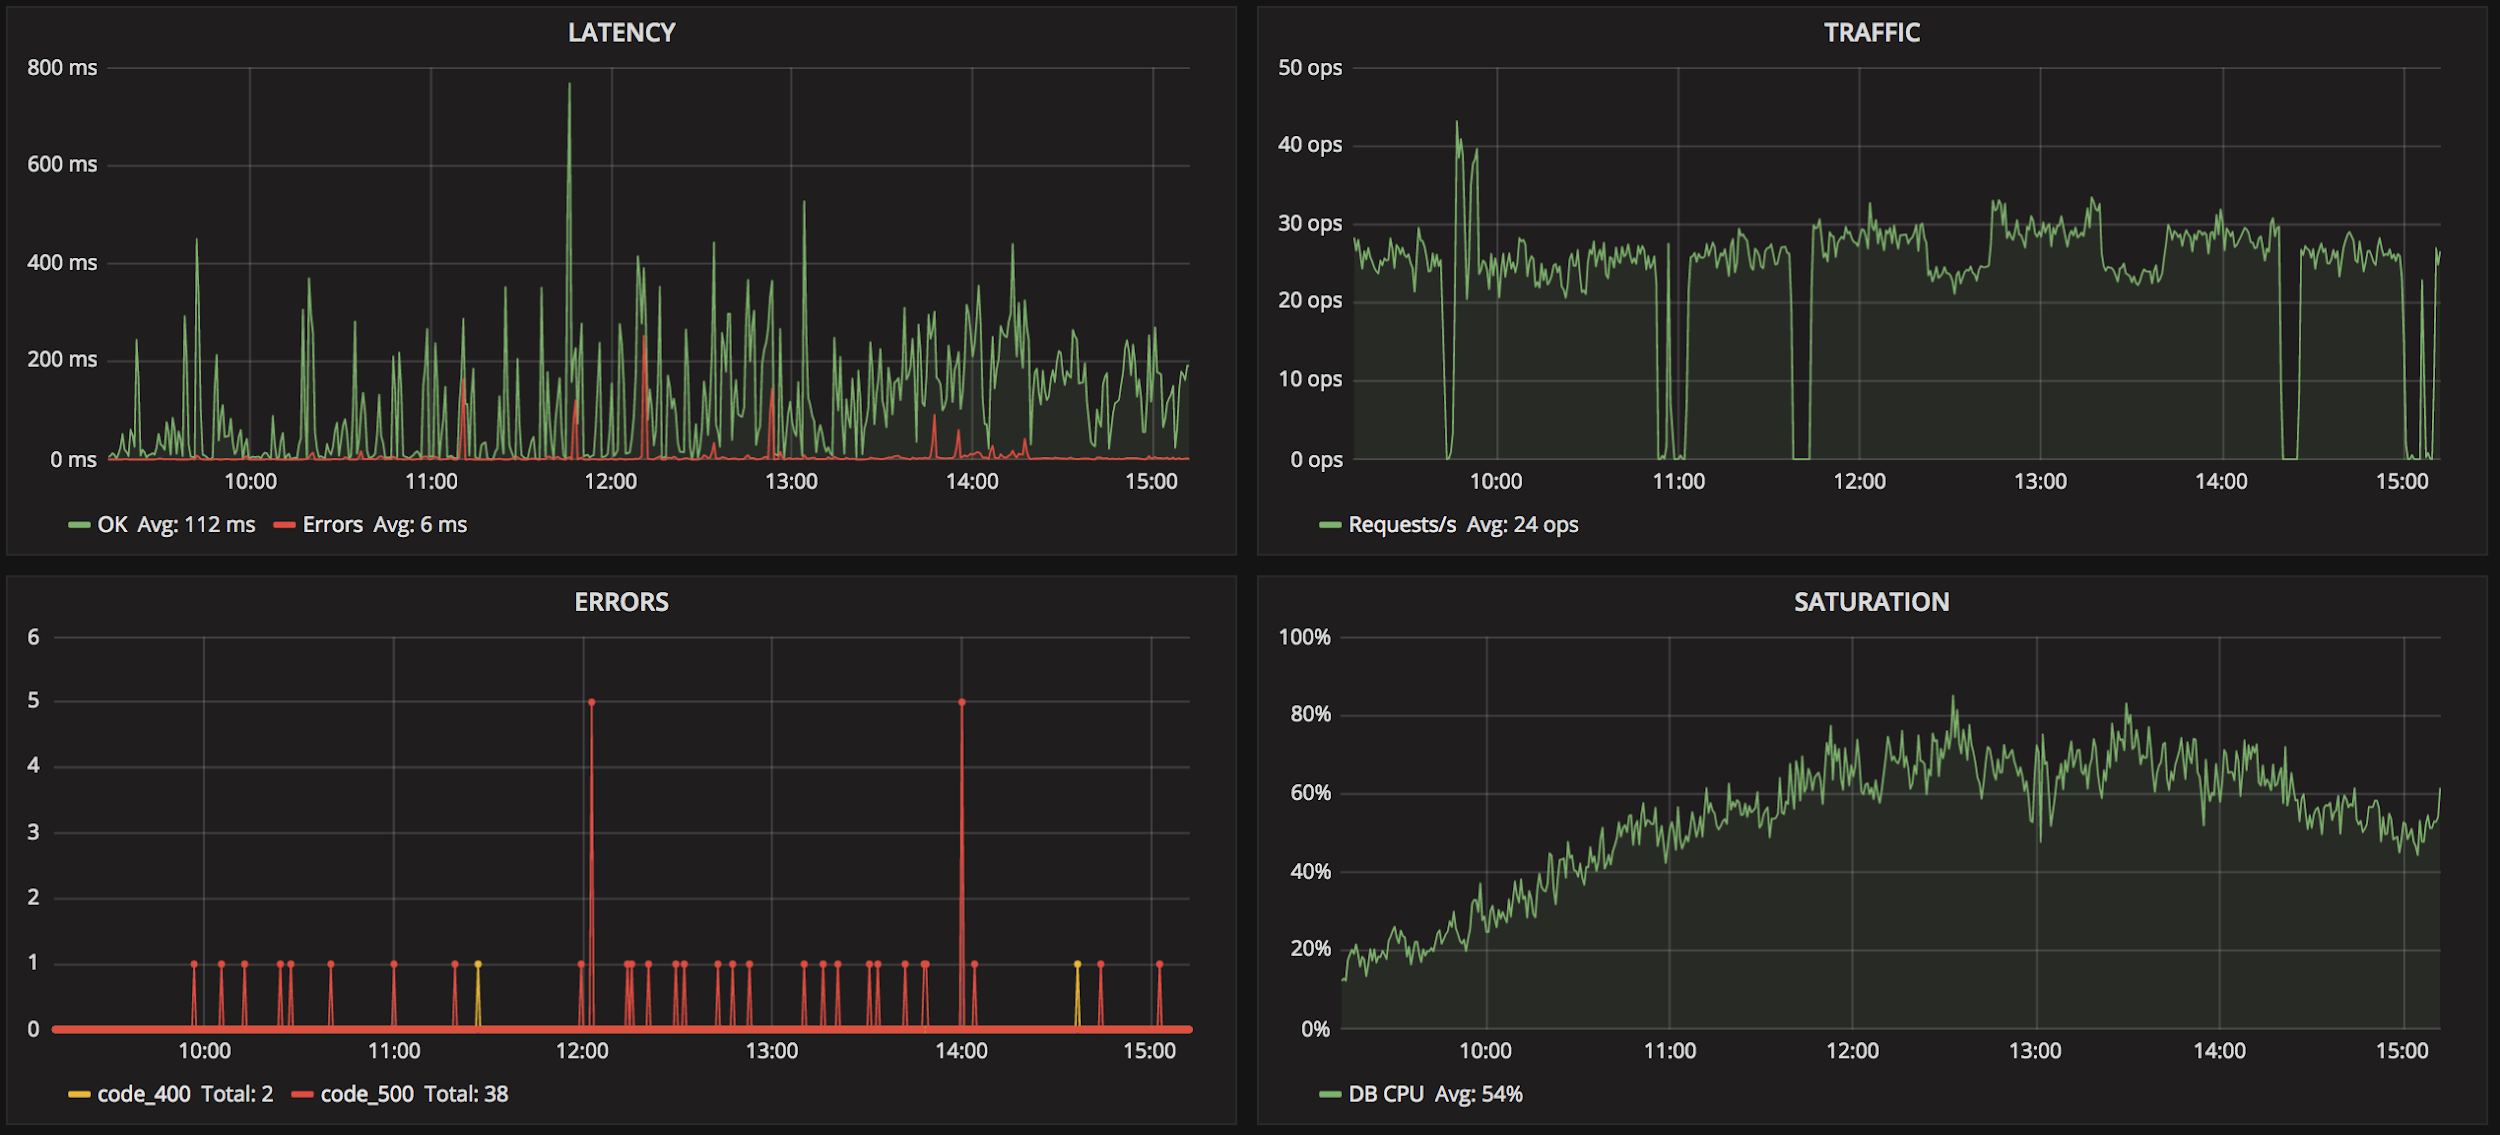 LATENCY
800 ms
600 ms
400 ms
200 ms
0 ms
10:00 11:00 12:00 13:00 14:00 15:00
OK Avg: 112 ms Errors Avg: 6 ms
TRAFFIC
50 ops
40 ops
30 ops
20 ops
10 ops
0 ops
10:00 11:00 12:00 13:00 14:00 15:00
Requests/s Avg: 24 ops
ERRORS
6
5
4
3
2
1
0
10:00 11:00 12:00 13:00 14:00 15:00
code_400 Total: 2 code_500 Total: 38
SATURATION
100%
80%
60%
40%
20%
0%
10:00 11:00 12:00 13:00 14:00 15:00
DB CPU Avg: 54%